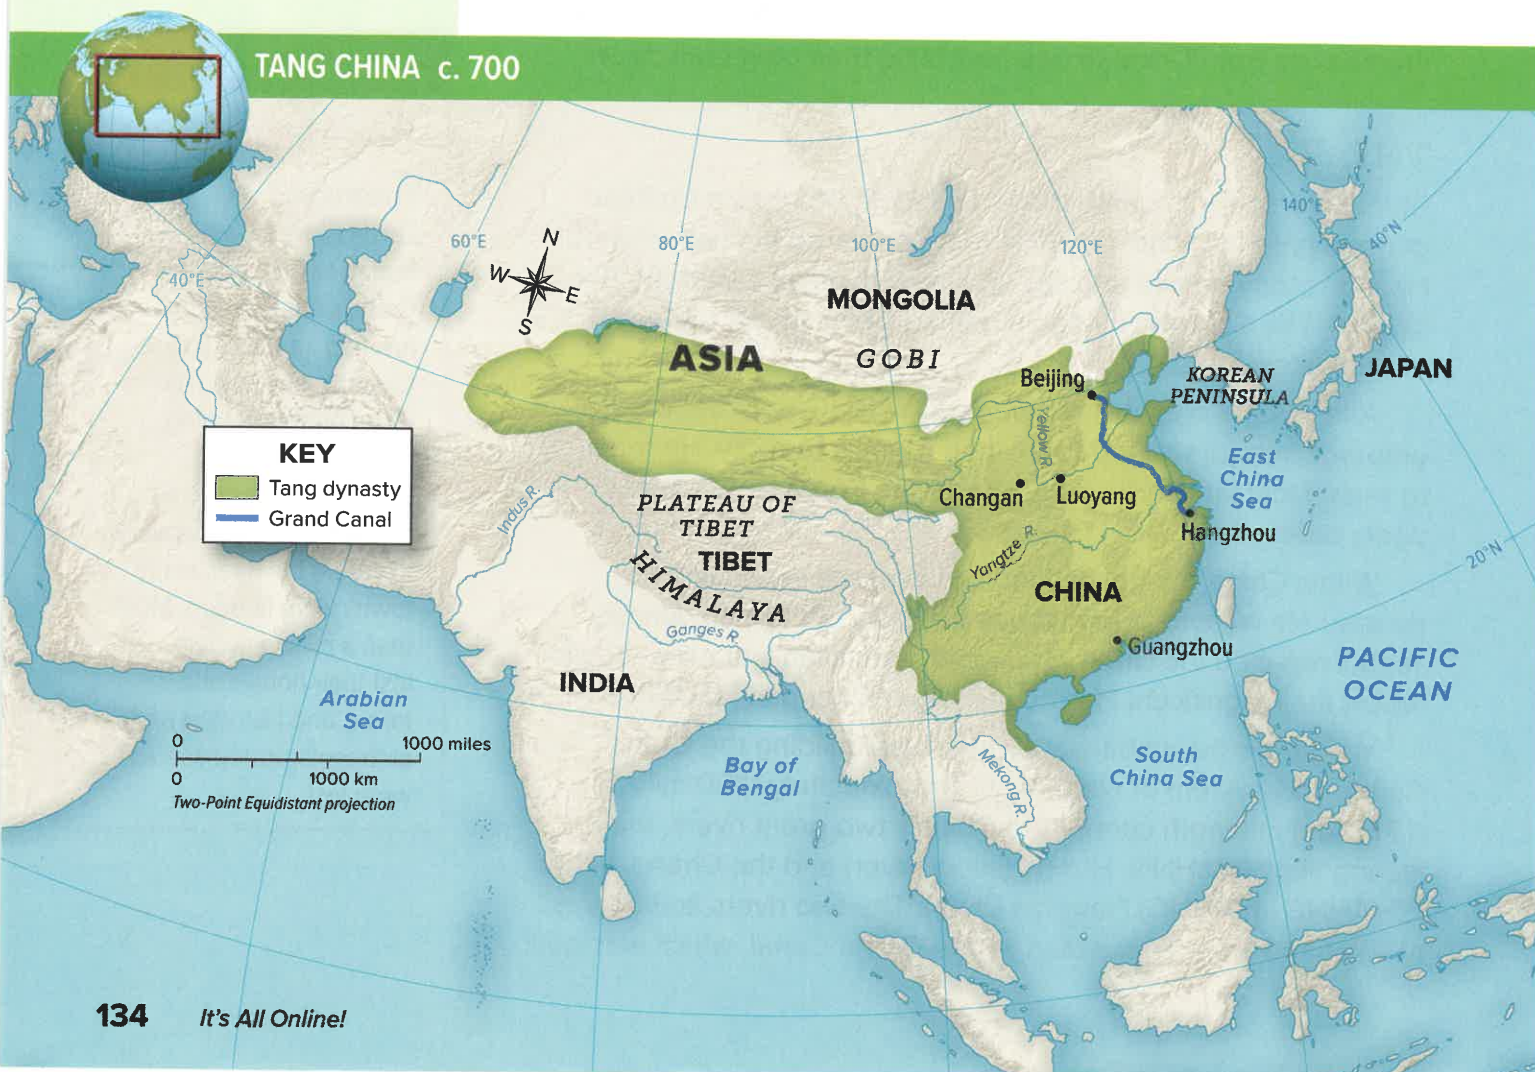 TANG CHINA c. 700
140°E
40°N
60°E
80°E
100°E
120°E
40°E
N
W
E
S
MONGOLIA
ASIA
GOBI
JAPAN
Beijing
KOREAN
PENINSULA
Yellow R.
KEY
Tang dynasty
Grand Canal
East
China
Sea
Changan
Luoyang
Indus R.
PLATEAU OF
TIBET
TIBET
Hangzhou
Yangtze R.
20°N
HIMALAYA
CHINA
Ganges R.
Guangzhou
INDIA
PACIFIC
OCEAN
Arabian
Sea
0
1000 miles
0
1000 km
Two-Point Equidistant projection
Bay of
Bengal
Mekong R.
South
China Sea
134
It's All Online!